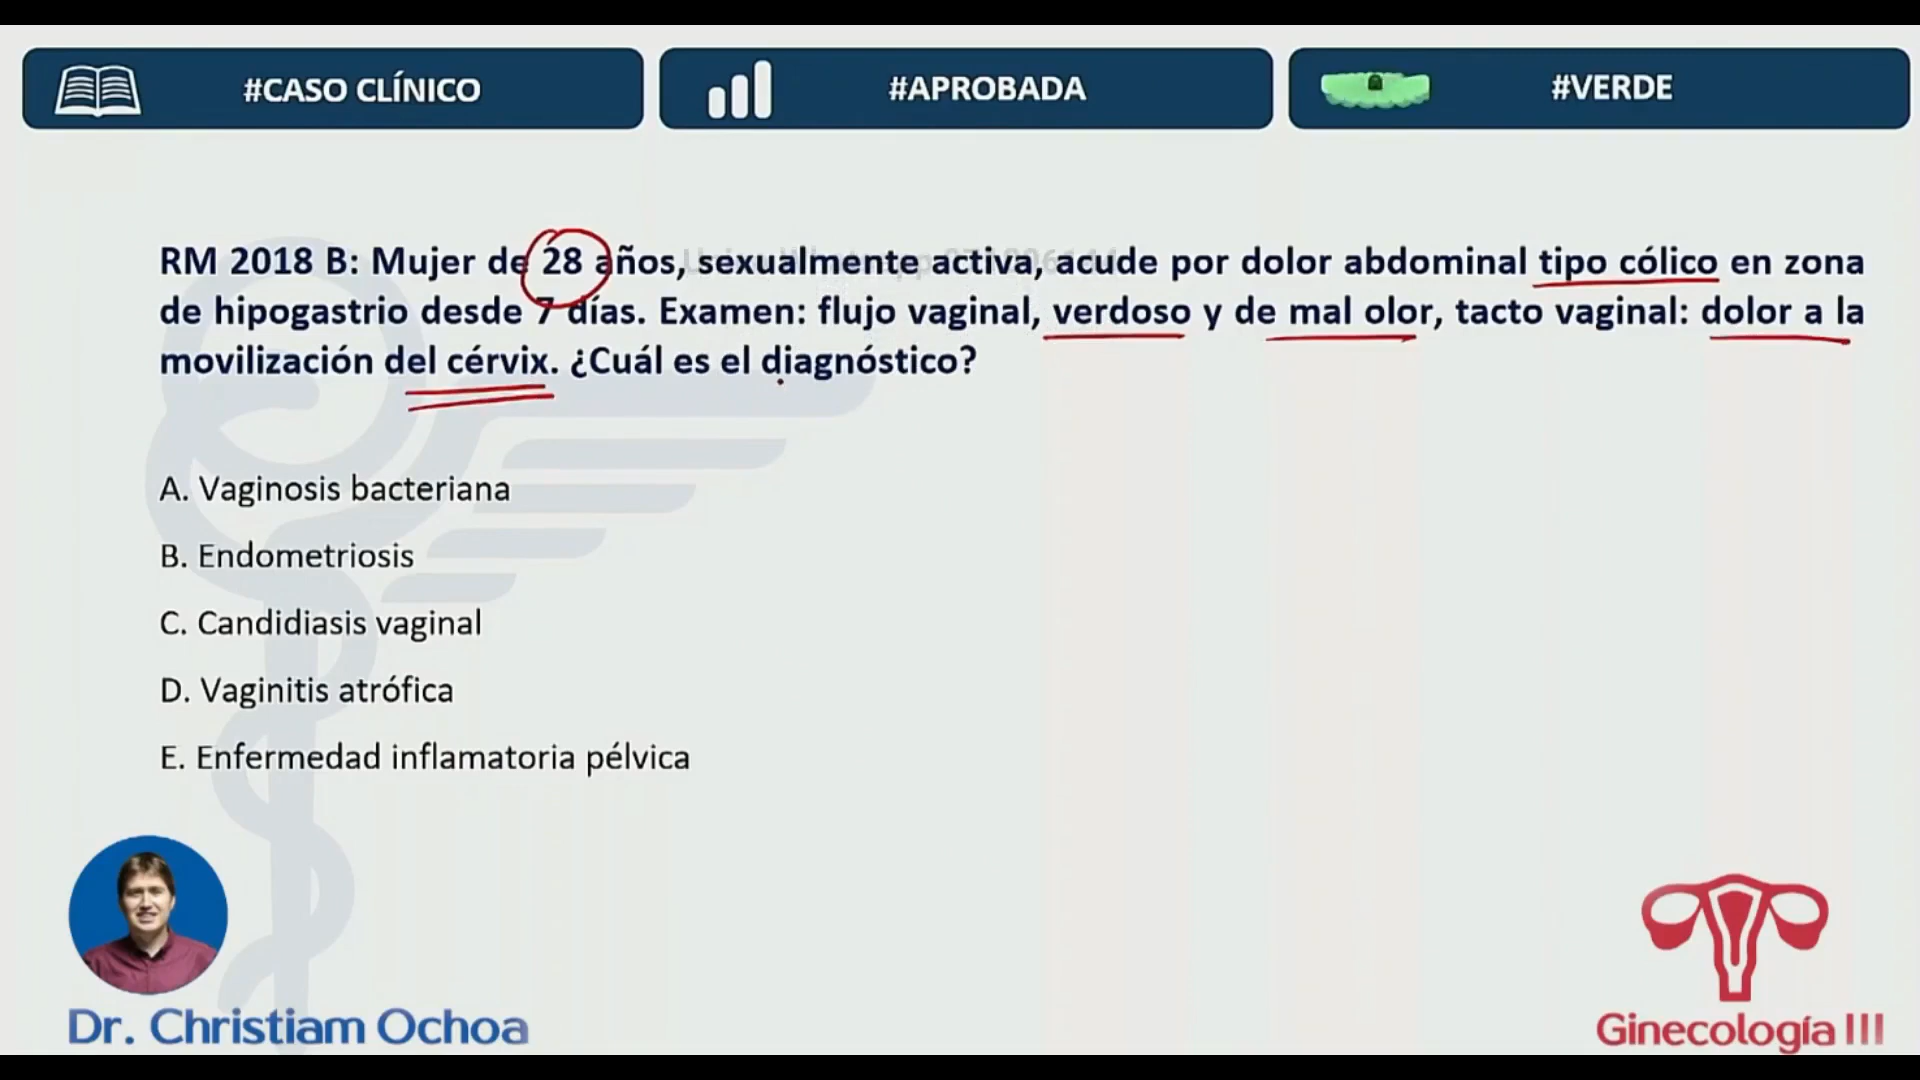 #CASO CLÍNICO
#APROBADA
#VERDE
RM 2018 B: Mujer de 28 años, sexualmente activa, acude por dolor abdominal tipo cólico en zona
de hipogastrio desde 7 días. Examen: flujo vaginal, verdoso y de mal olor, tacto vaginal: dolor a la
movilización del cérvix. ¿Cuál es el diagnóstico?
A. Vaginosis bacteriana
B. Endometriosis
C. Candidiasis vaginal
D. Vaginitis atrófica
E. Enfermedad inflamatoria pélvica
Dr. Christiam Ochoa
Ginecología III